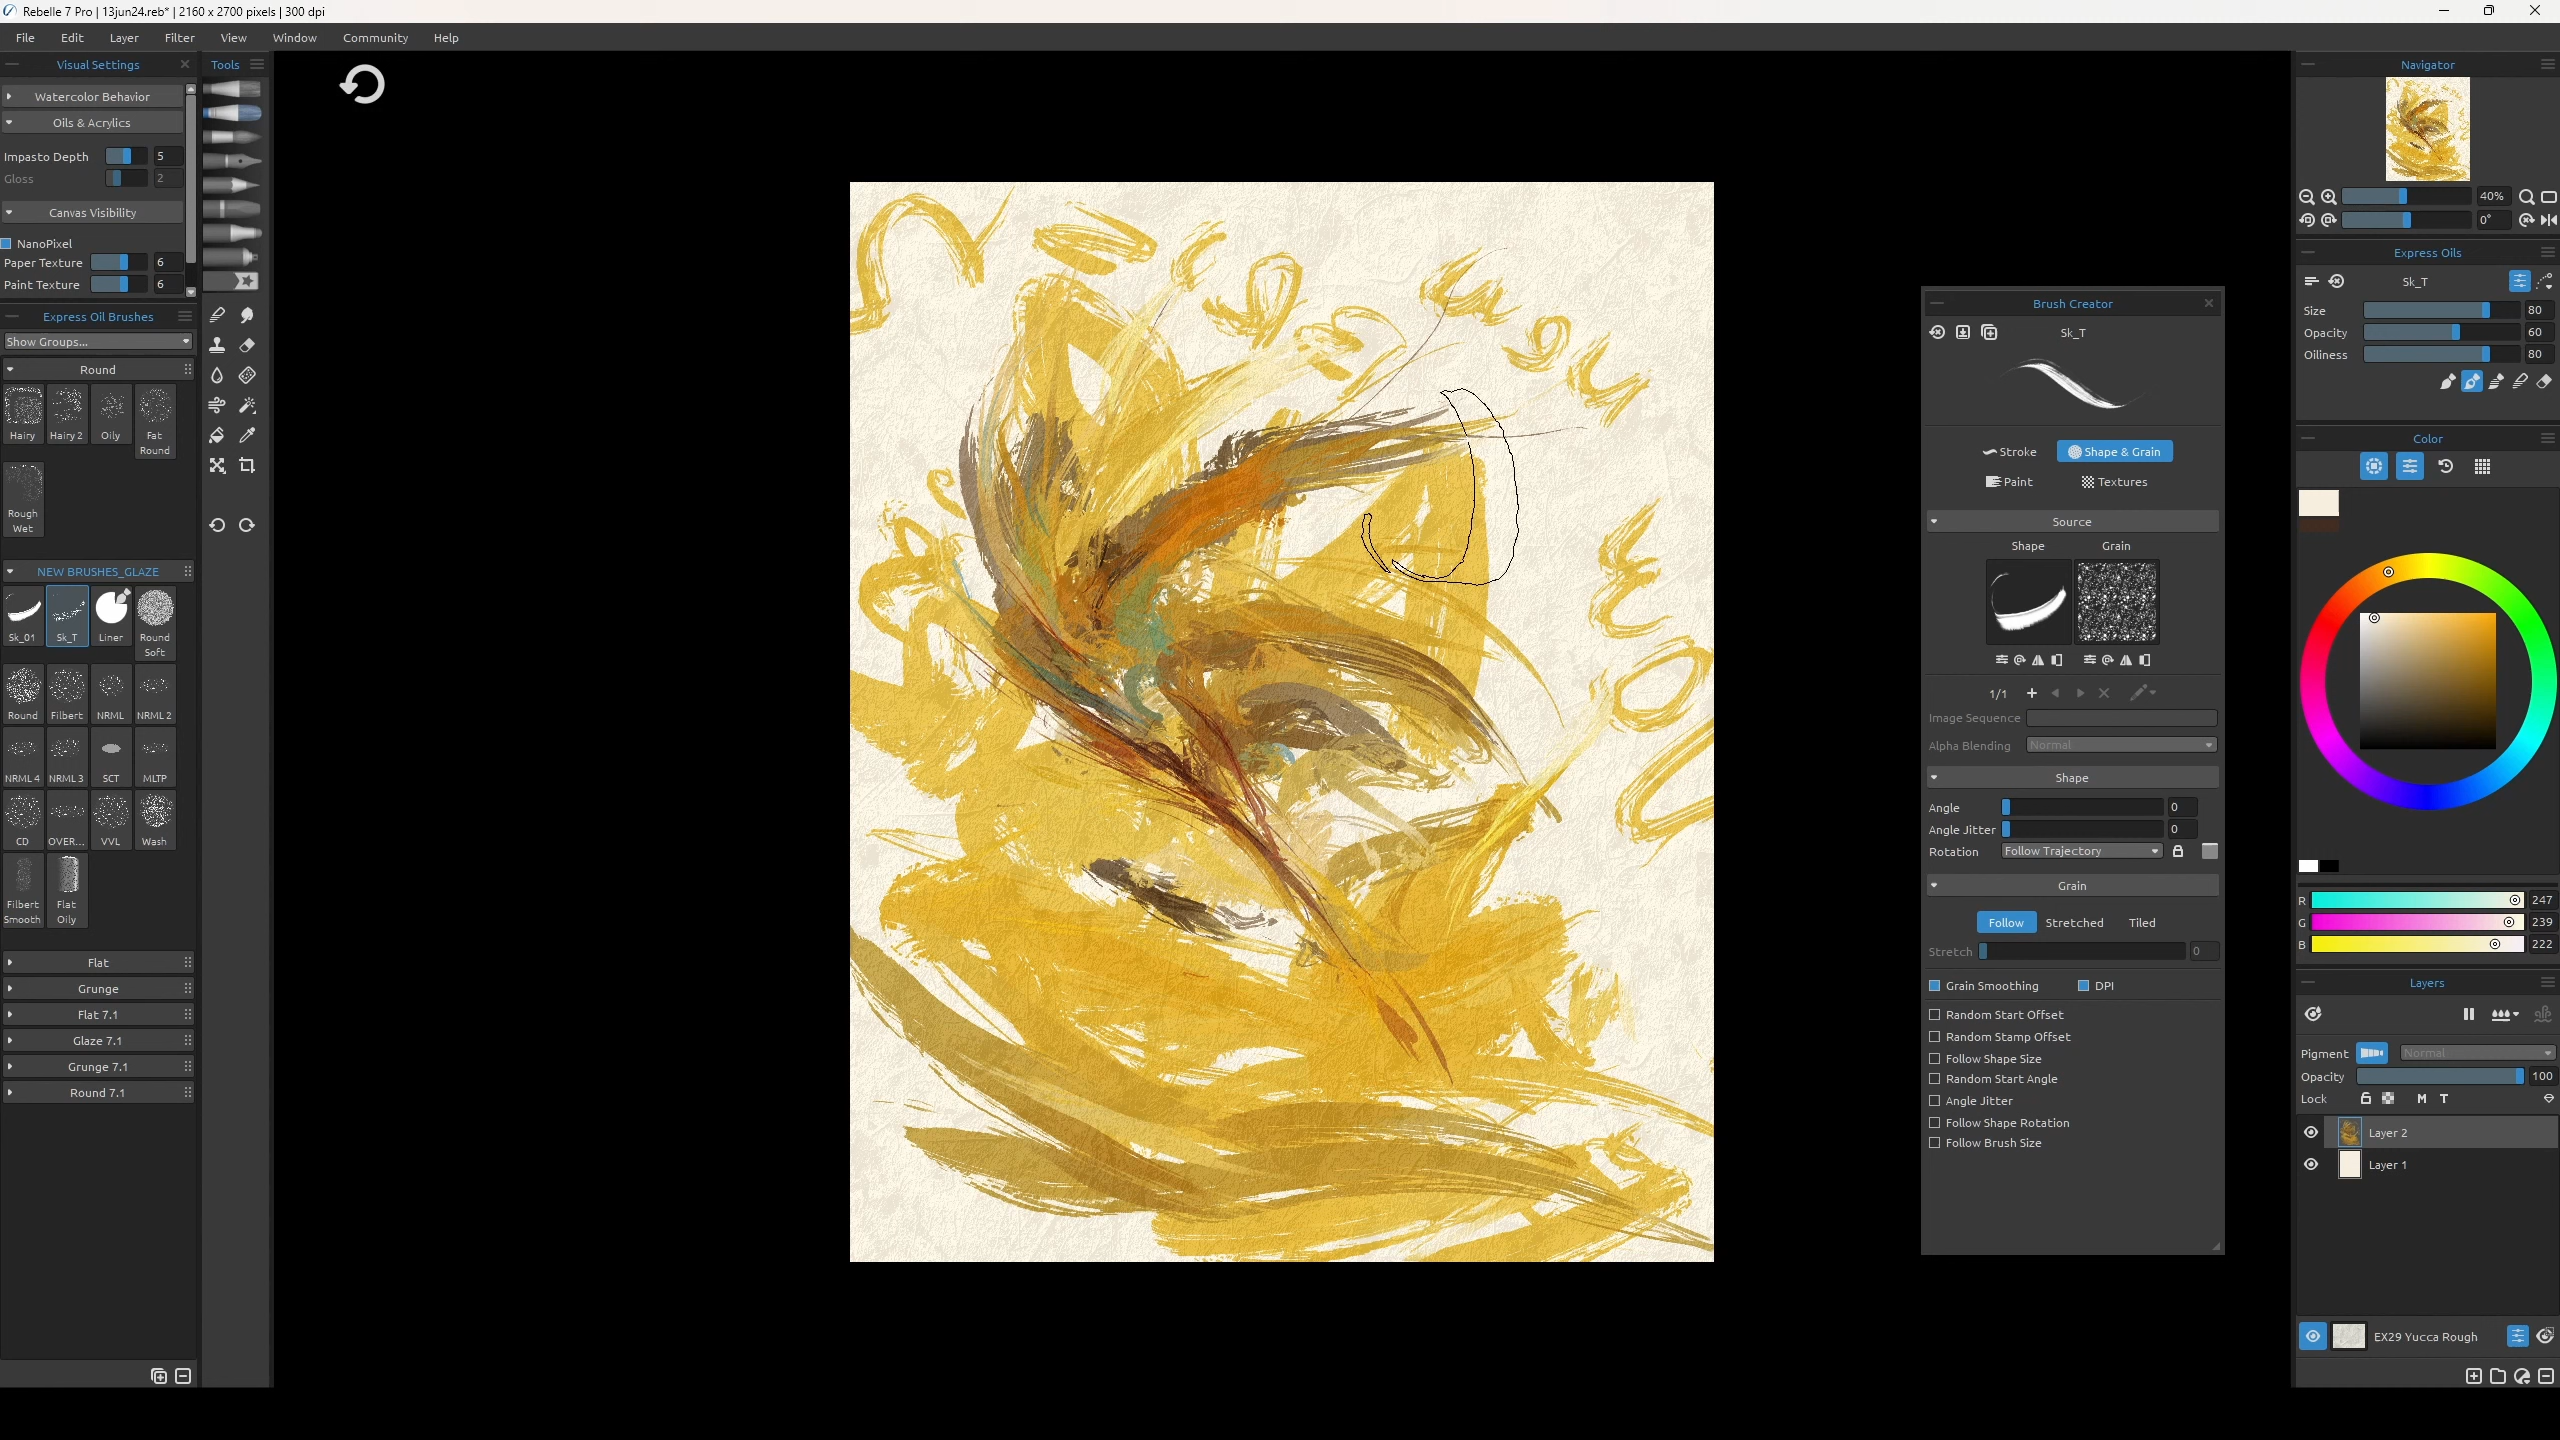 Rebelle 7 Pro | 13jun24.reb* | 2160 x 2700 pixels | 300 dpi
File Edit Layer Filter View Window Community Help
Visual Settings
Watercolor Behavior
Oils & Acrylics
Impasto Depth 5
Gloss 2
Canvas Visibility
NanoPixel
Paper Texture 6
Paint Texture 6
Express Oil Brushes
Show Groups...
Round
Hairy Hairy 2 Oily Fat Round
Rough Wet
NEW BRUSHES_GLAZE
Sk_01 Sk_T Liner Round Soft
Round Filbert NRML NRML 2
NRML 4 NRML 3 SCT MLTP
CD OVER... VVL Wash
Filbert Smooth Flat Oily
Flat
Grunge
Flat 7.1
Glaze 7.1
Grunge 7.1
Round 7.1
Tools
Brush Creator
Sk_T
Stroke Shape & Grain
Paint Textures
Source
Shape Grain
1/1
Image Sequence
Alpha Blending Normal
Shape
Angle 0
Angle Jitter 0
Rotation Follow Trajectory
Grain
Follow Stretched Tiled
Stretch 0
Grain Smoothing DPI
Random Start Offset
Random Stamp Offset
Follow Shape Size
Random Start Angle
Angle Jitter
Follow Shape Rotation
Follow Brush Size
Navigator
40%
0°
Express Oils
Sk_T
Size 80
Opacity 60
Oiliness 80
Color
R 247
G 239
B 222
Layers
Pigment Normal
Opacity 100
Lock M T
Layer 2
Layer 1
EX29 Yucca Rough